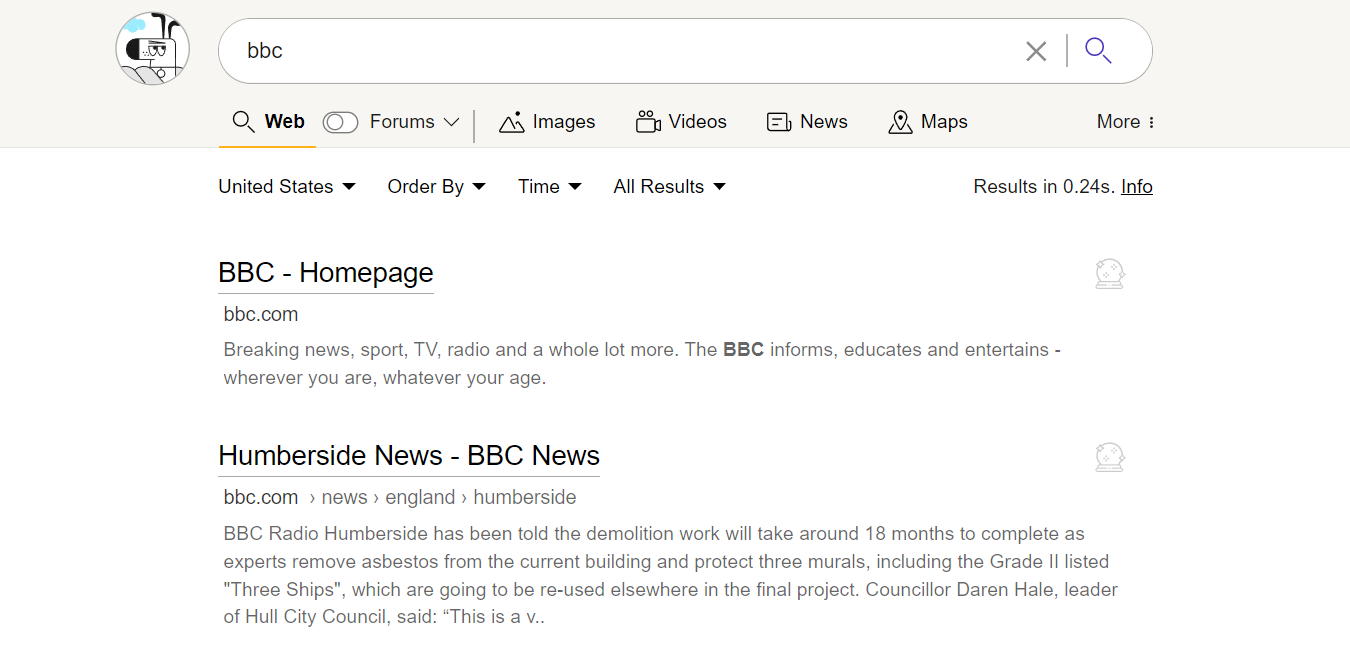 bbc
Web Forums Images Videos News Maps More
United States Order By Time All Results Results in 0.24s. Info
BBC - Homepage
bbc.com
Breaking news, sport, TV, radio and a whole lot more. The BBC informs, educates and entertains -
wherever you are, whatever your age.
Humberside News - BBC News
bbc.com › news › england › humberside
BBC Radio Humberside has been told the demolition work will take around 18 months to complete as
experts remove asbestos from the current building and protect three murals, including the Grade II listed
"Three Ships", which are going to be re-used elsewhere in the final project. Councillor Daren Hale, leader
of Hull City Council, said: “This is a v..